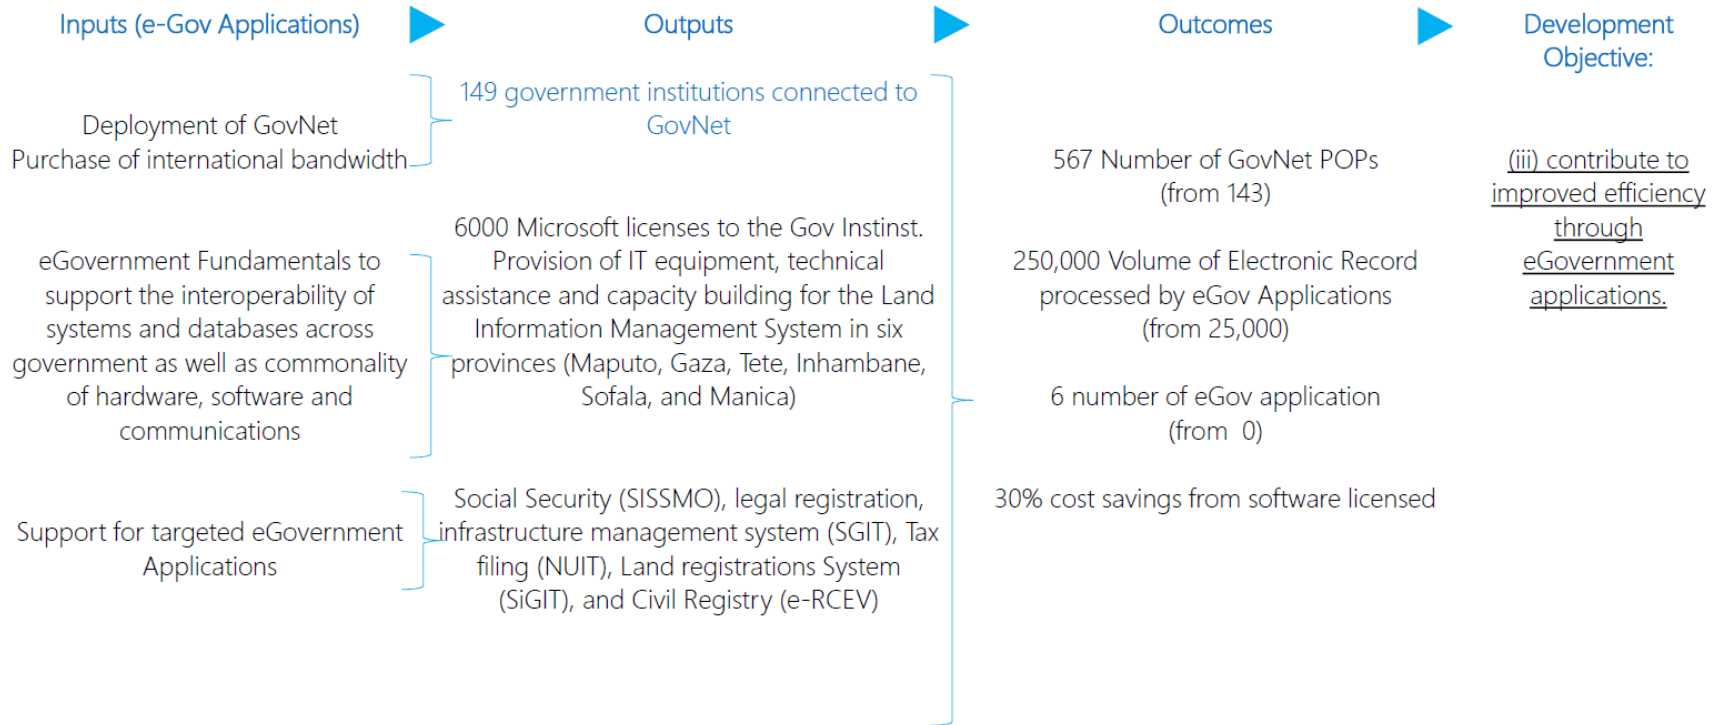 Inputs (e-Gov Applications)
Outputs
Outcomes
Development
Objective:
Deployment of GovNet
Purchase of international bandwidth
149 government institutions connected to
GovNet
eGovernment Fundamentals to
support the interoperability of
systems and databases across
government as well as commonality
of hardware, software and
communications
6000 Microsoft licenses to the Gov Instinst.
Provision of IT equipment, technical
assistance and capacity building for the Land
Information Management System in six
provinces (Maputo, Gaza, Tete, Inhambane,
Sofala, and Manica)
Support for targeted eGovernment
Applications
Social Security (SISSMO), legal registration,
infrastructure management system (SGIT), Tax
filing (NUIT), Land registrations System
(SiGIT), and Civil Registry (e-RCEV)
567 Number of GovNet POPs
(from 143)
250,000 Volume of Electronic Record
processed by eGov Applications
(from 25,000)
6 number of eGov application
(from  0)
30% cost savings from software licensed
(iii) contribute to
improved efficiency
through
eGovernment
applications.